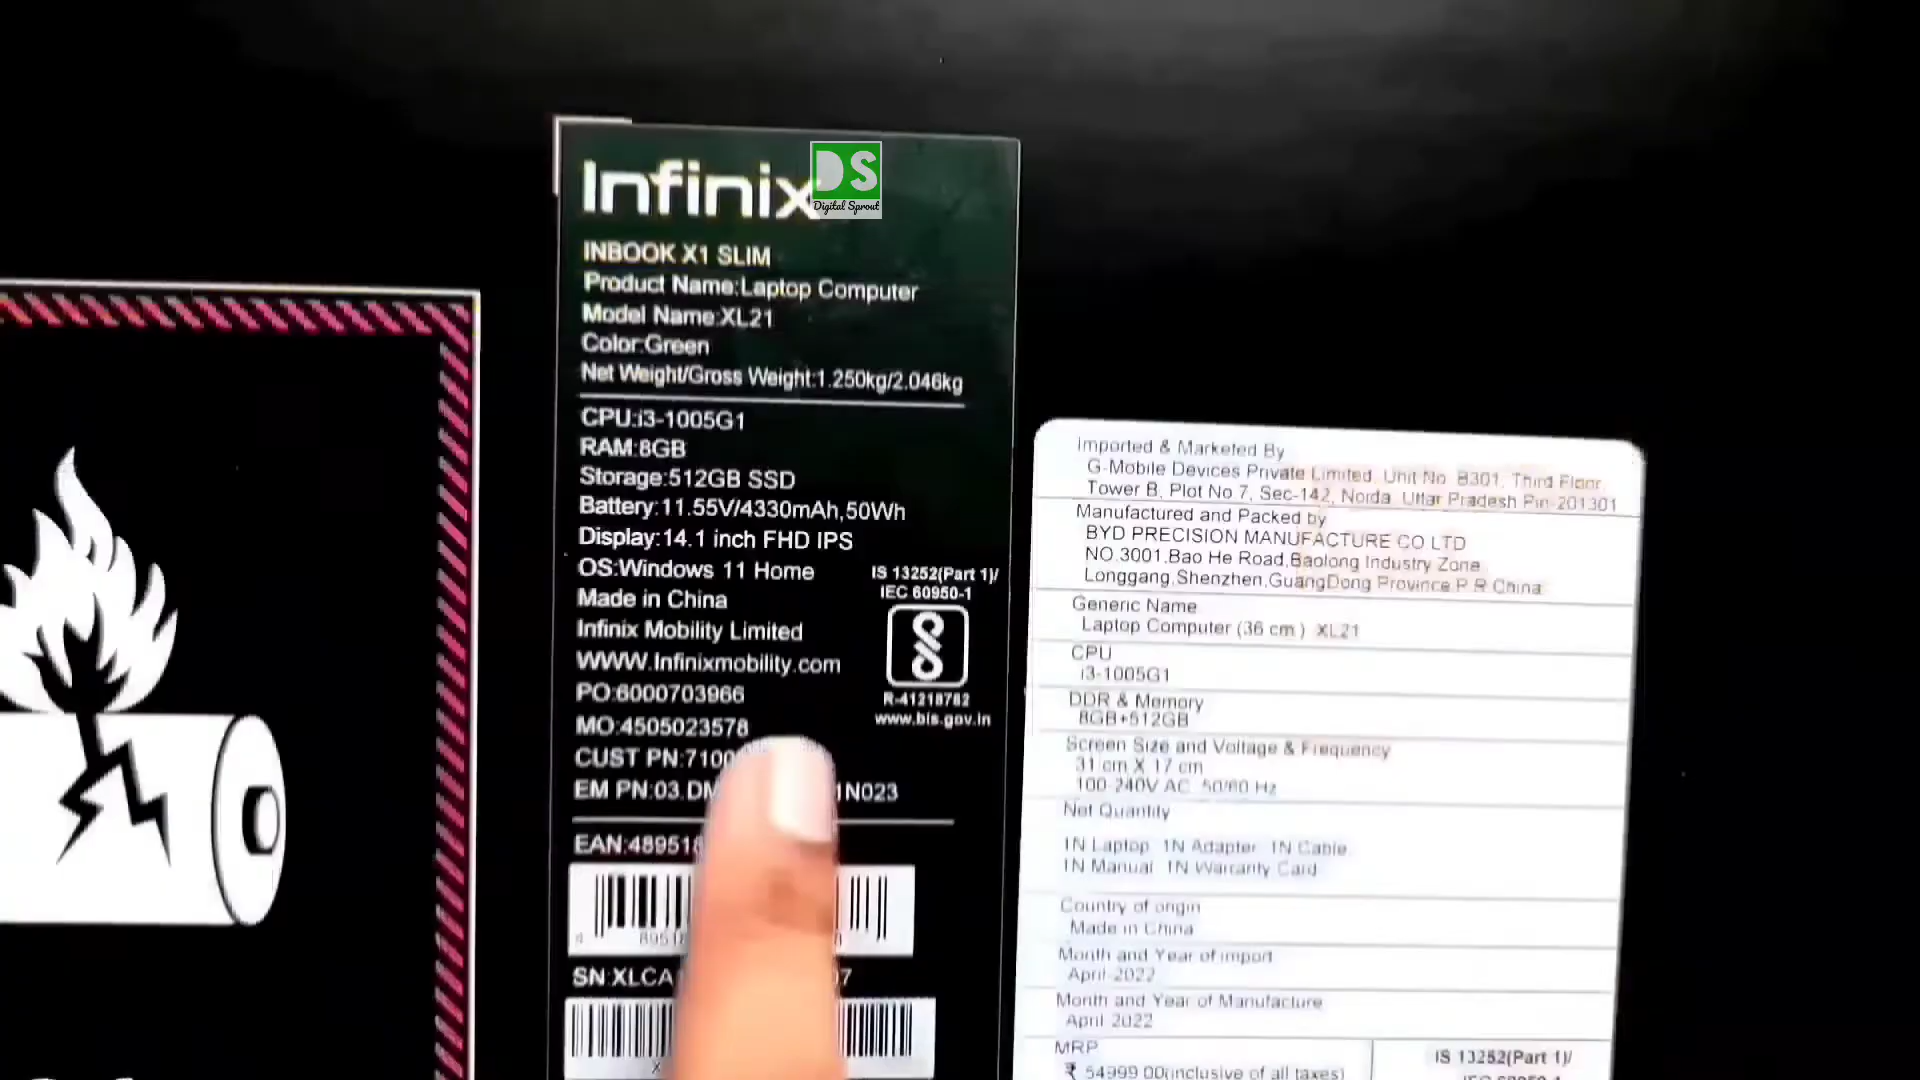 Infinix
DS
Digital Sprout
INBOOK X1 SLIM
Product Name:Laptop Computer
Model Name:XL21
Color:Green
Net Weight/Gross Weight:1.250kg/2.046kg
CPU:i3-1005G1
RAM:8GB
Storage:512GB SSD
Battery:11.55V/4330mAh,50Wh
Display:14.1 inch FHD IPS
OS:Windows 11 Home
Made in China
Infinix Mobility Limited
WWW.Infinixmobility.com
PO:6000703966
MO:4505023578
CUST PN:7100
EM PN:03.DM 1N023
IS 13252(Part 1)/
IEC 60950-1
R-41218762
www.bis.gov.in
EAN:489518
4 89518
SN:XLCA 07
X
Imported & Marketed By
G-Mobile Devices Private Limited, Unit No. B301, Third Floor,
Tower B, Plot No 7, Sec-142, Noida, Uttar Pradesh Pin-201301
Manufactured and Packed by
BYD PRECISION MANUFACTURE CO LTD
NO.3001,Bao He Road,Baolong Industry Zone
Longgang,Shenzhen,GuangDong Province P R China
Generic Name
Laptop Computer (36 cm ) XL21
CPU
i3-1005G1
DDR & Memory
8GB+512GB
Screen Size and Voltage & Frequency
31 cm X 17 cm
100-240V AC, 50/60 Hz
Net Quantity
1N Laptop 1N Adapter 1N Cable
1N Manual 1N Warranty Card
Country of origin
Made in China
Month and Year of import
April-2022
Month and Year of Manufacture
April 2022
MRP
₹ 54999.00(inclusive of all taxes)
IS 13252(Part 1)/